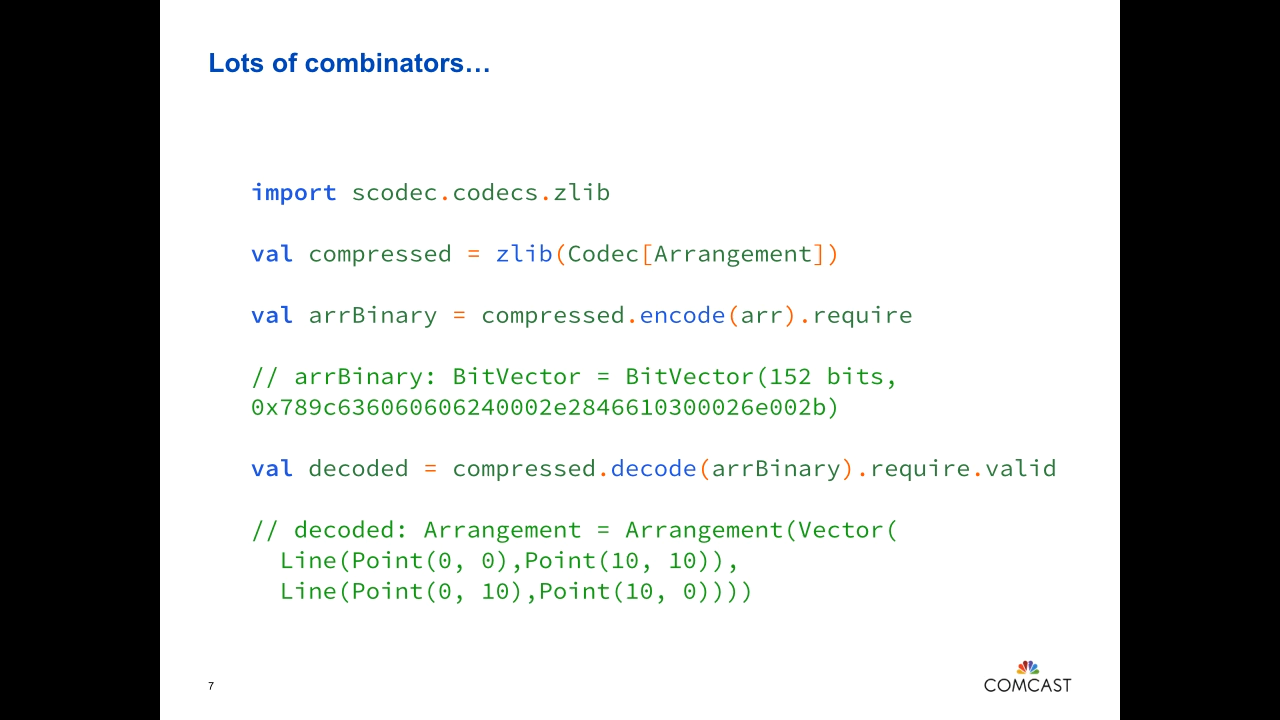 Lots of combinators…
import scodec.codecs.zlib
val compressed = zlib(Codec[Arrangement])
val arrBinary = compressed.encode(arr).require
// arrBinary: BitVector = BitVector(152 bits,
0x789c636060606240002e2846610300026e002b)
val decoded = compressed.decode(arrBinary).require.valid
// decoded: Arrangement = Arrangement(Vector(
Line(Point(0, 0),Point(10, 10)),
Line(Point(0, 10),Point(10, 0))))
7
COMCAST